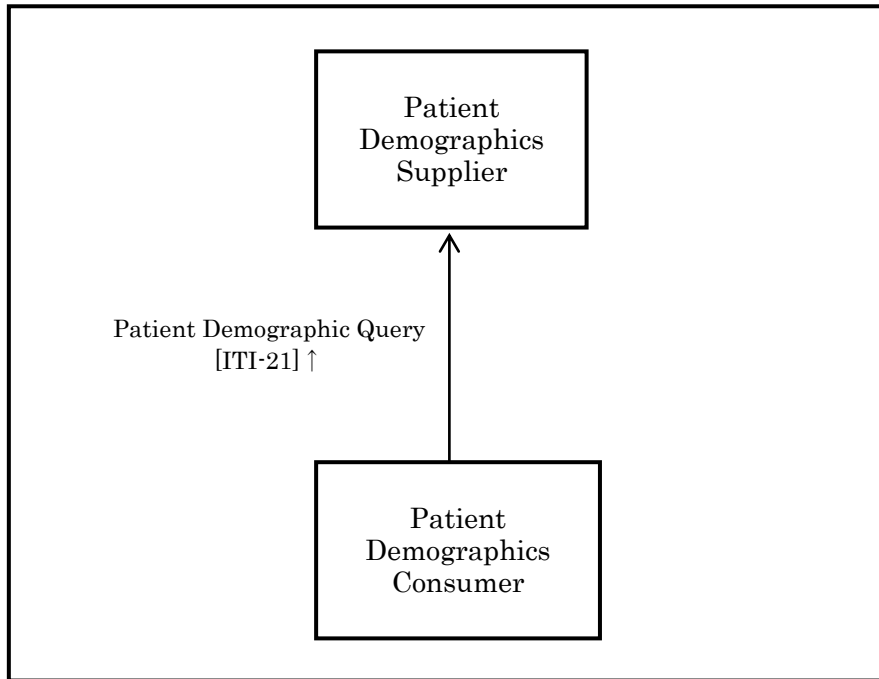 Patient
Demographics
Supplier
Patient Demographic Query
[ITI-21] ↑
Patient
Demographics
Consumer